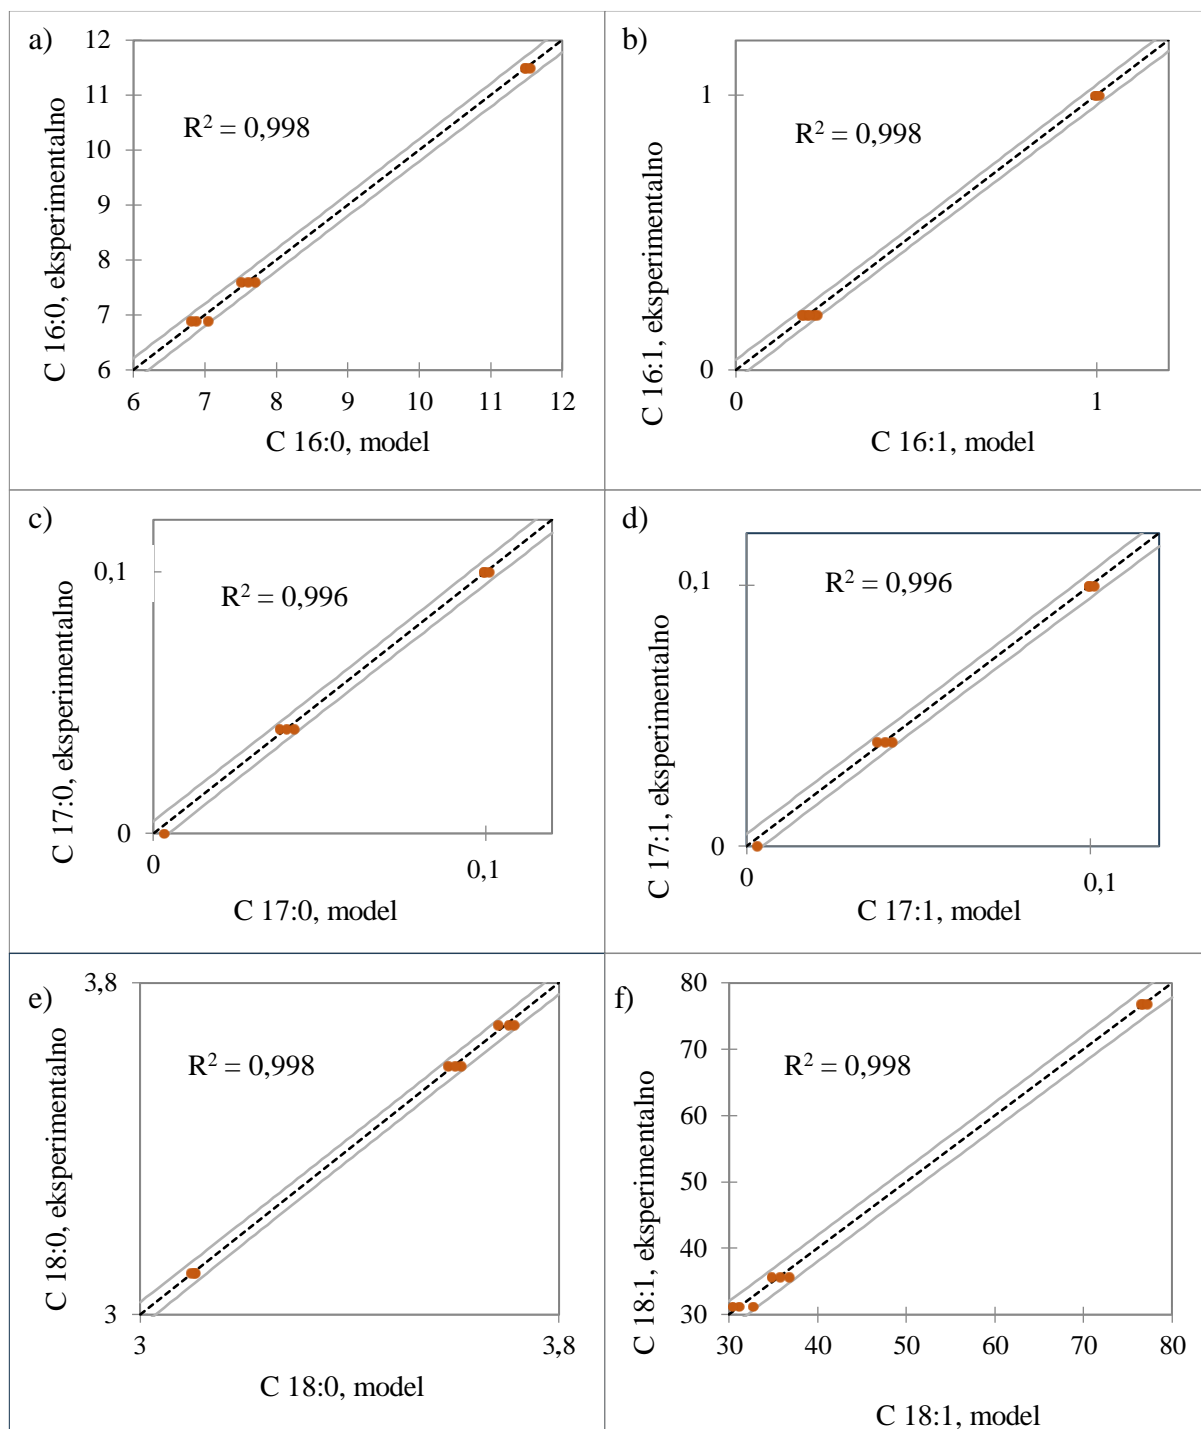 a)
12
11
10
9
8
7
6
R² = 0,998
C 16:0, eksperimentalno
6 7 8 9 10 11 12
C 16:0, model
b)
1
0
R² = 0,998
C 16:1, eksperimentalno
0 1
C 16:1, model
c)
0,1
0
R² = 0,996
C 17:0, eksperimentalno
0 0,1
C 17:0, model
d)
0,1
0
R² = 0,996
C 17:1, eksperimentalno
0 0,1
C 17:1, model
e)
3,8
3
R² = 0,998
C 18:0, eksperimentalno
3 3,8
C 18:0, model
f)
80
70
60
50
40
30
R² = 0,998
C 18:1, eksperimentalno
30 40 50 60 70 80
C 18:1, model